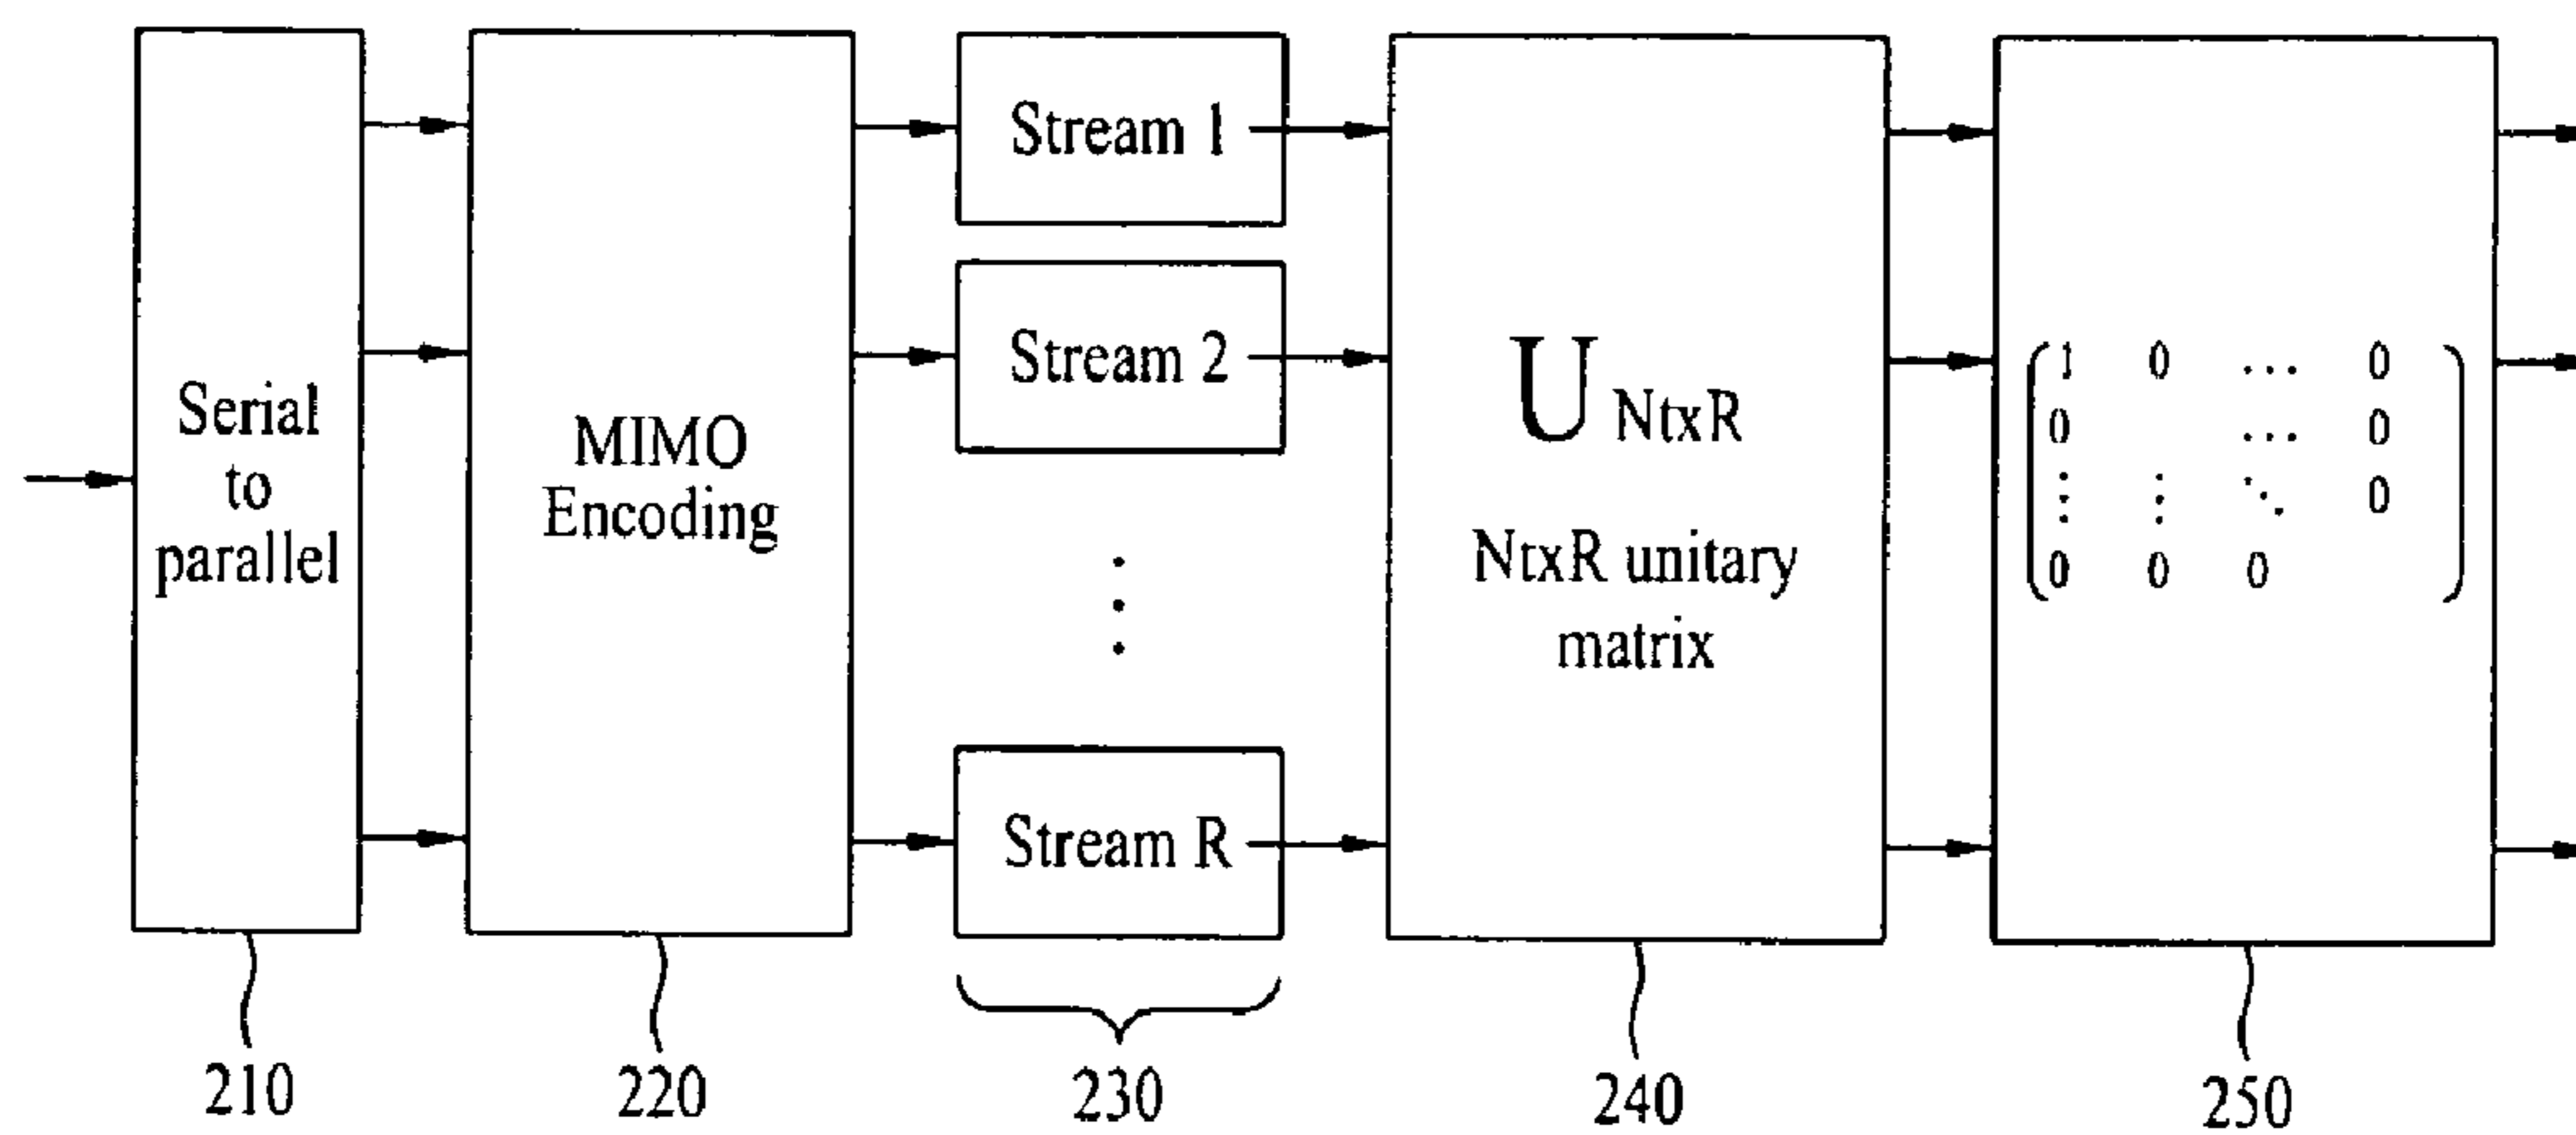 Serial
to
parallel
MIMO
Encoding
Stream 1
Stream 2
⋮
Stream R
U NtxR
NtxR unitary
matrix
1 0 ... 0
0 ... 0
⋮ ⋮ ⋱ 0
0 0 0
210
220
230
240
250